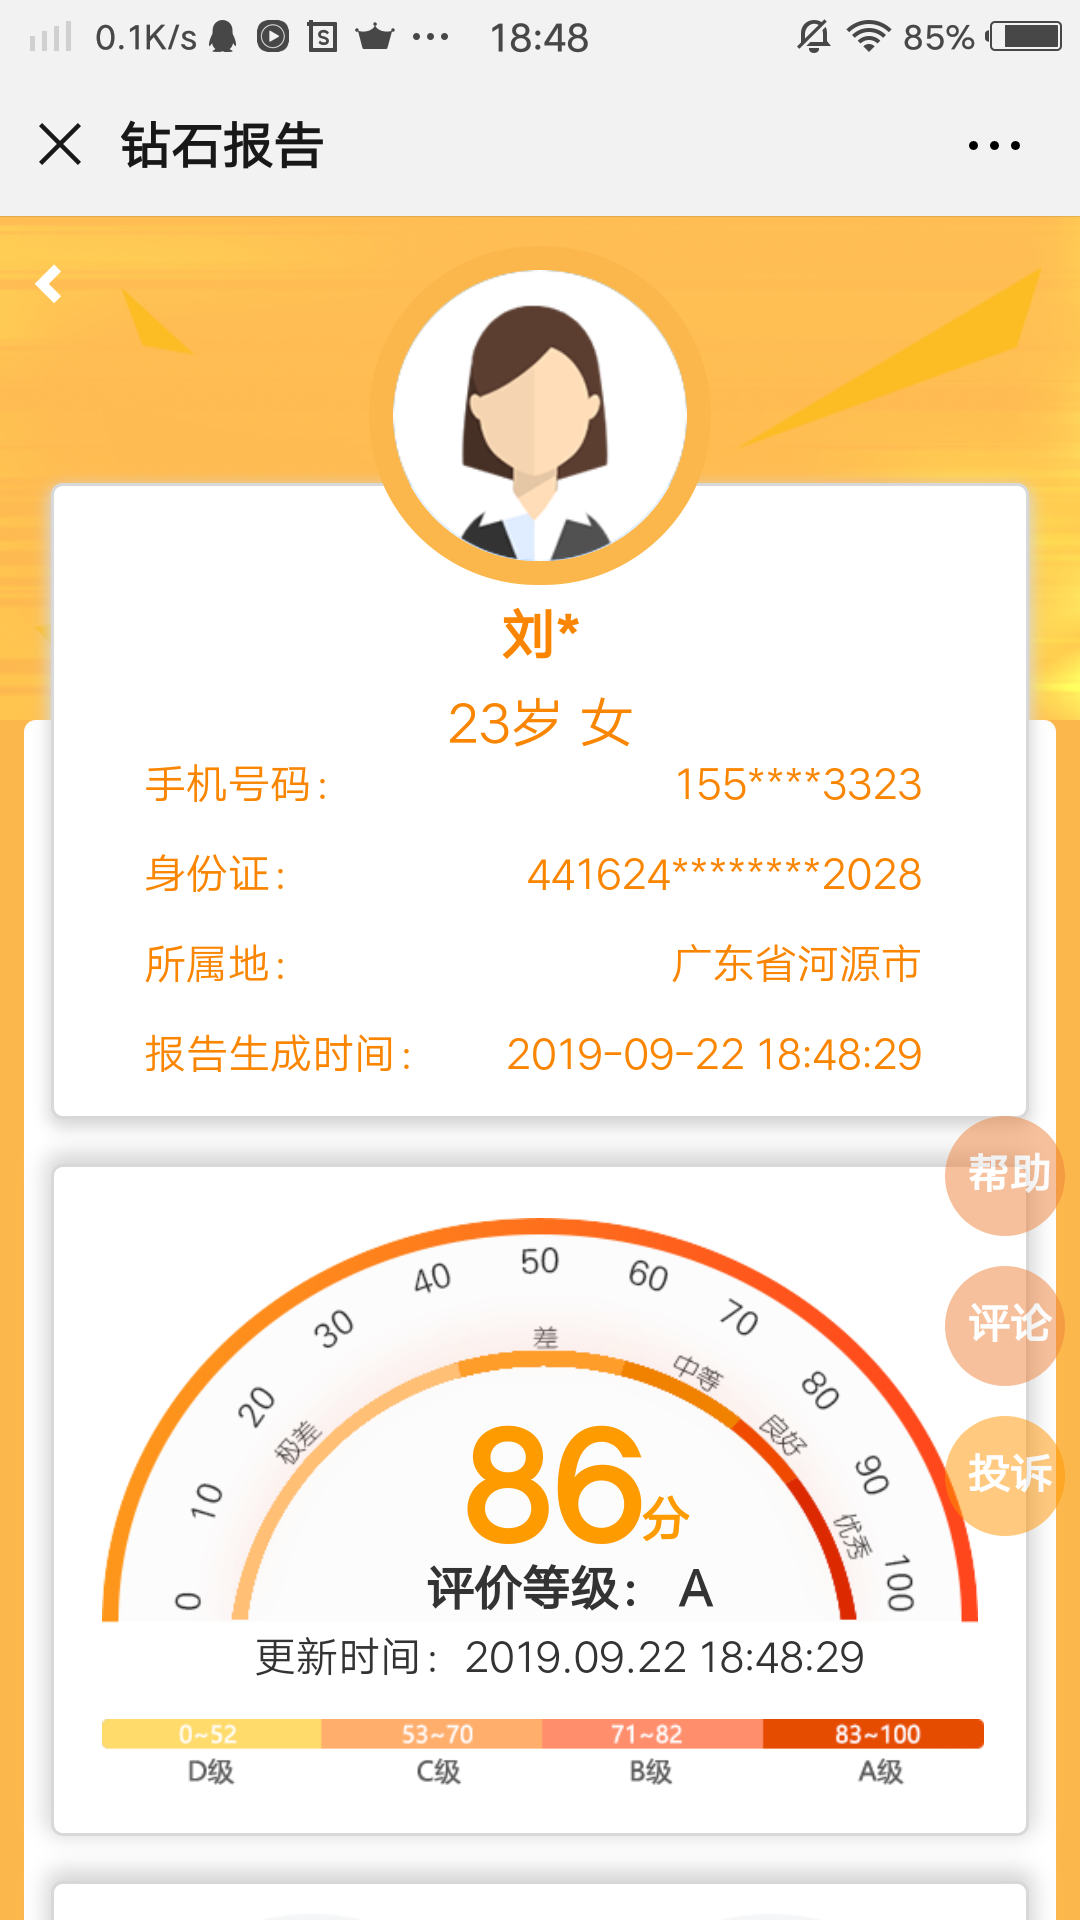 0.1K/s S 18:48 85%
钻石报告
刘*
23岁 女
手机号码: 155****3323
身份证: 441624********2028
所属地: 广东省河源市
报告生成时间: 2019-09-22 18:48:29
帮助
评论
投诉
0 10 20 30 40 50 60 70 80 90 100
极差 差 中等 良好 优秀
86分
评价等级: A
更新时间: 2019.09.22 18:48:29
0~52 53~70 71~82 83~100
D级 C级 B级 A级